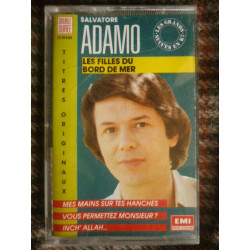 SALVATORE
ADAMO
LES FILLES DU
BORD DE MER
LES GRANDS
TITRES ORIGINAUX
MES MAINS SUR TES HANCHES
VOUS PERMETTEZ MONSIEUR ?
INCH' ALLAH...
EMI